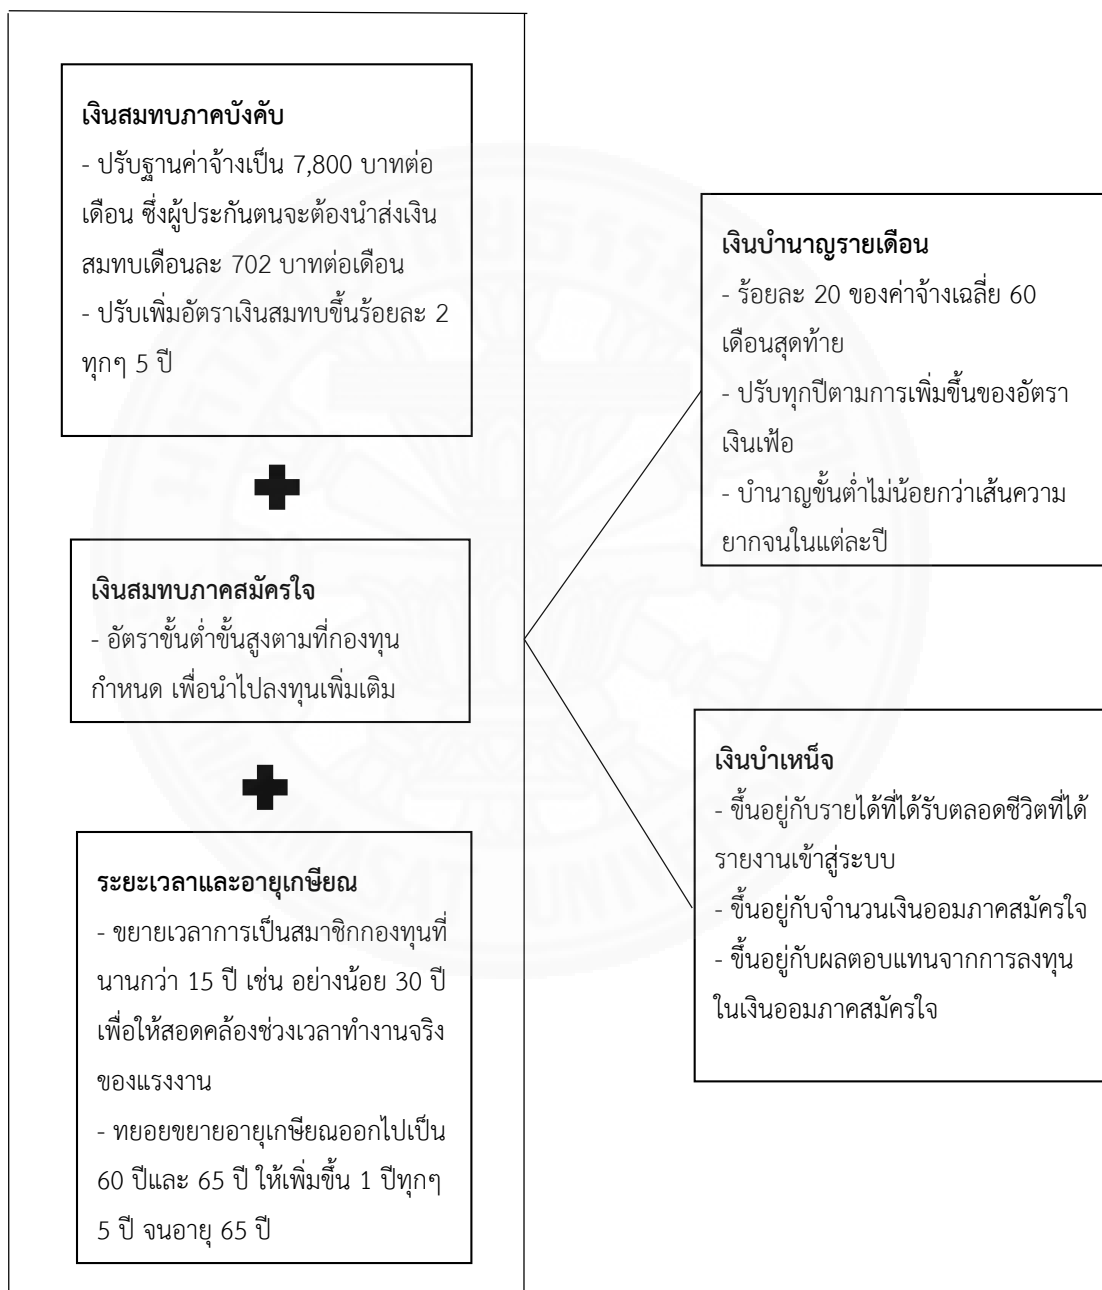 เงินสมทบภาคบังคับ
- ปรับฐานค่าจ้างเป็น 7,800 บาทต่อ
เดือน ซึ่งผู้ประกันตนจะต้องนำส่งเงิน
สมทบเดือนละ 702 บาทต่อเดือน
- ปรับเพิ่มอัตราเงินสมทบขึ้นร้อยละ 2
ทุกๆ 5 ปี
เงินสมทบภาคสมัครใจ
- อัตราขั้นต่ำขั้นสูงตามที่กองทุน
กำหนด เพื่อนำไปลงทุนเพิ่มเติม
ระยะเวลาและอายุเกษียณ
- ขยายเวลาการเป็นสมาชิกกองทุนที่
นานกว่า 15 ปี เช่น อย่างน้อย 30 ปี
เพื่อให้สอดคล้องช่วงเวลาทำงานจริง
ของแรงงาน
- ทยอยขยายอายุเกษียณออกไปเป็น
60 ปีและ 65 ปี ให้เพิ่มขึ้น 1 ปีทุกๆ
5 ปี จนอายุ 65 ปี
เงินบำนาญรายเดือน
- ร้อยละ 20 ของค่าจ้างเฉลี่ย 60
เดือนสุดท้าย
- ปรับทุกปีตามการเพิ่มขึ้นของอัตรา
เงินเฟ้อ
- บำนาญขั้นต่ำไม่น้อยกว่าเส้นความ
ยากจนในแต่ละปี
เงินบำเหน็จ
- ขึ้นอยู่กับรายได้ที่ได้รับตลอดชีวิตที่ได้
รายงานเข้าสู่ระบบ
- ขึ้นอยู่กับจำนวนเงินออมภาคสมัครใจ
- ขึ้นอยู่กับผลตอบแทนจากการลงทุน
ในเงินออมภาคสมัครใจ